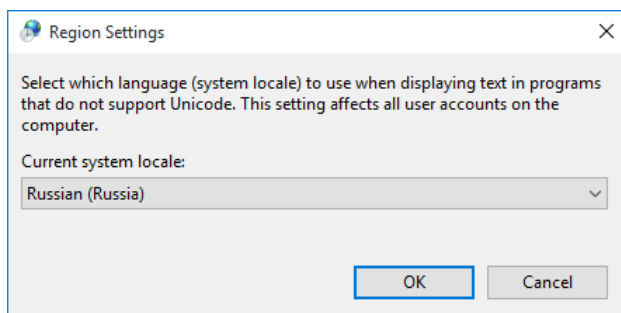 Region Settings
Select which language (system locale) to use when displaying text in programs
that do not support Unicode. This setting affects all user accounts on the
computer.
Current system locale:
Russian (Russia)
OK
Cancel